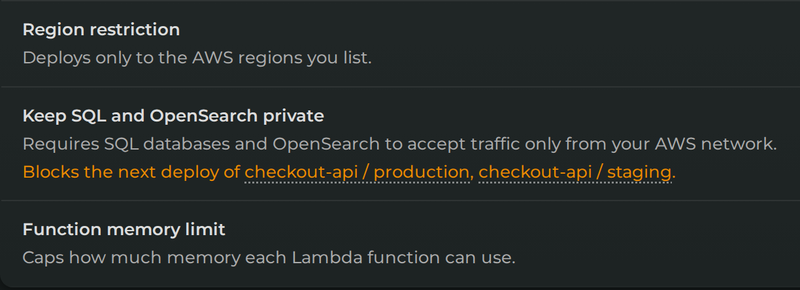 Region restriction
Deploys only to the AWS regions you list.
Keep SQL and OpenSearch private
Requires SQL databases and OpenSearch to accept traffic only from your AWS network.
Blocks the next deploy of checkout-api / production, checkout-api / staging.
Function memory limit
Caps how much memory each Lambda function can use.